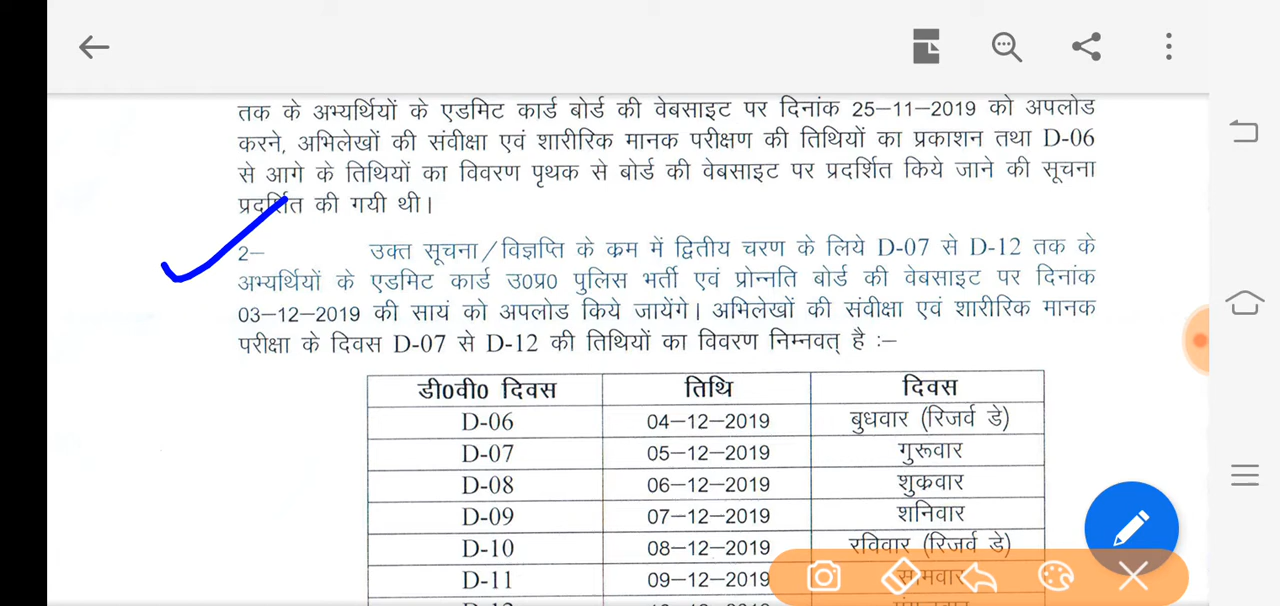 तक के अभ्यर्थियों के एडमिट कार्ड बोर्ड की वेबसाइट पर दिनांक 25–11–2019 को अपलोड
करने, अभिलेखों की संवीक्षा एवं शारीरिक मानक परीक्षण की तिथियों का प्रकाशन तथा D-06
से आगे के तिथियों का विवरण पृथक से बोर्ड की वेबसाइट पर प्रदर्शित किये जाने की सूचना
प्रदर्शित की गयी थी।
2– उक्त सूचना/विज्ञप्ति के क्रम में द्वितीय चरण के लिये D-07 से D-12 तक के
अभ्यर्थियों के एडमिट कार्ड उ0प्र0 पुलिस भर्ती एवं प्रोन्नति बोर्ड की वेबसाइट पर दिनांक
03–12–2019 की सायं को अपलोड किये जायेंगे। अभिलेखों की संवीक्षा एवं शारीरिक मानक
परीक्षा के दिवस D-07 से D-12 की तिथियों का विवरण निम्नवत् है :–
डी0वी0 दिवस तिथि दिवस
D-06 04–12–2019 बुधवार (रिजर्व डे)
D-07 05–12–2019 गुरूवार
D-08 06–12–2019 शुक्रवार
D-09 07–12–2019 शनिवार
D-10 08–12–2019 रविवार (रिजर्व डे)
D-11 09–12–2019